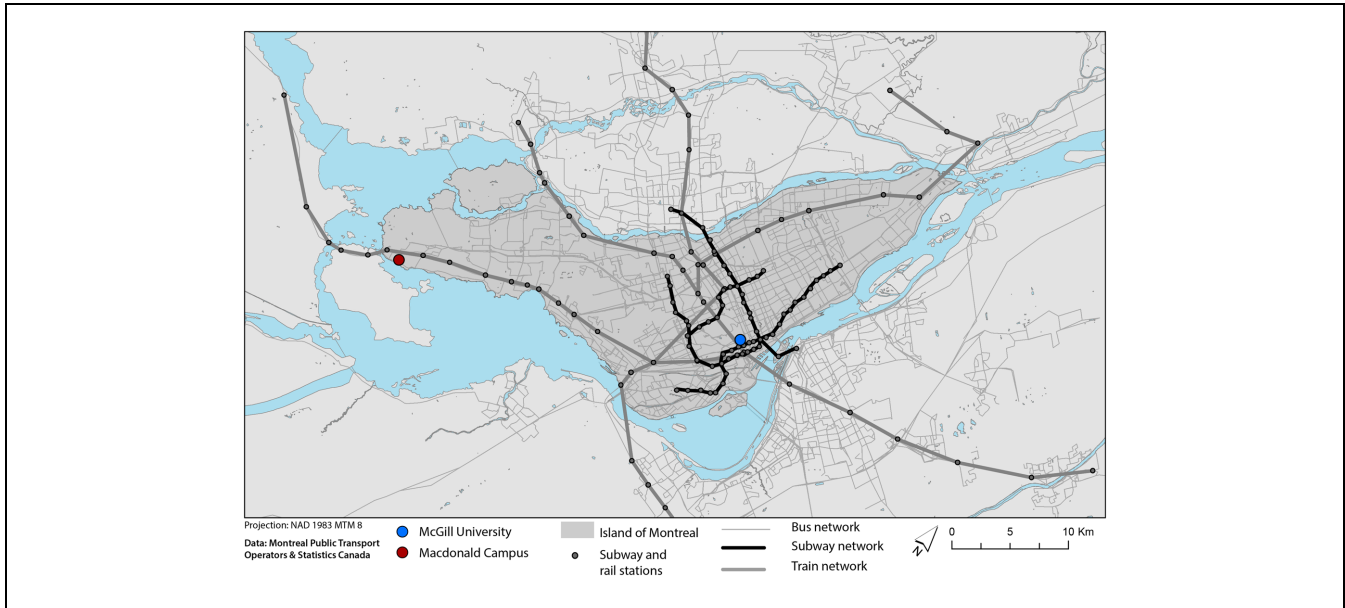 Projection: NAD 1983 MTM 8
Data: Montreal Public Transport
Operators & Statistics Canada
McGill University
Macdonald Campus
Island of Montreal
Subway and
rail stations
Bus network
Subway network
Train network
N
0 5 10 Km